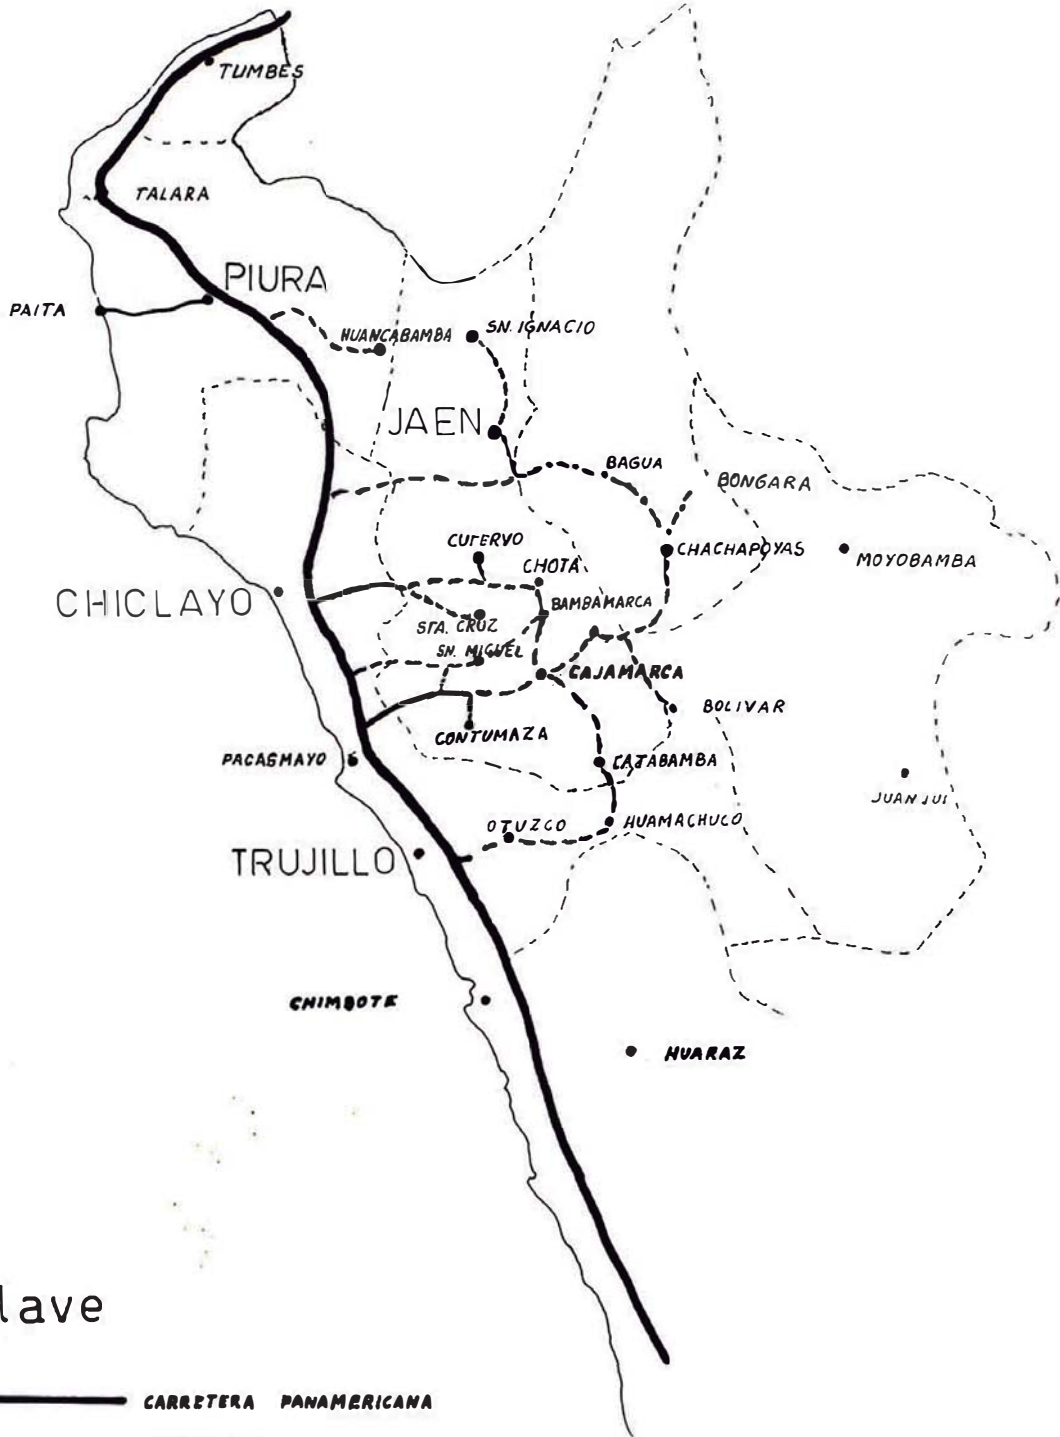 TUMBES
TALARA
PIURA
PAITA
HUANCABAMBA
SN. IGNACIO
JAEN
BAGUA
BONGARA
CUTERVO
CHOTA
CHACHAPOYAS
MOYOBAMBA
CHICLAYO
BAMBAMARCA
STA. CRUZ
SN. MIGUEL
CAJAMARCA
BOLIVAR
CONTUMAZA
PACASMAYO
CAJABAMBA
JUANJUI
OTUZCO
HUAMACHUCO
TRUJILLO
CHIMBOTE
HUARAZ
lave
CARRETERA PANAMERICANA